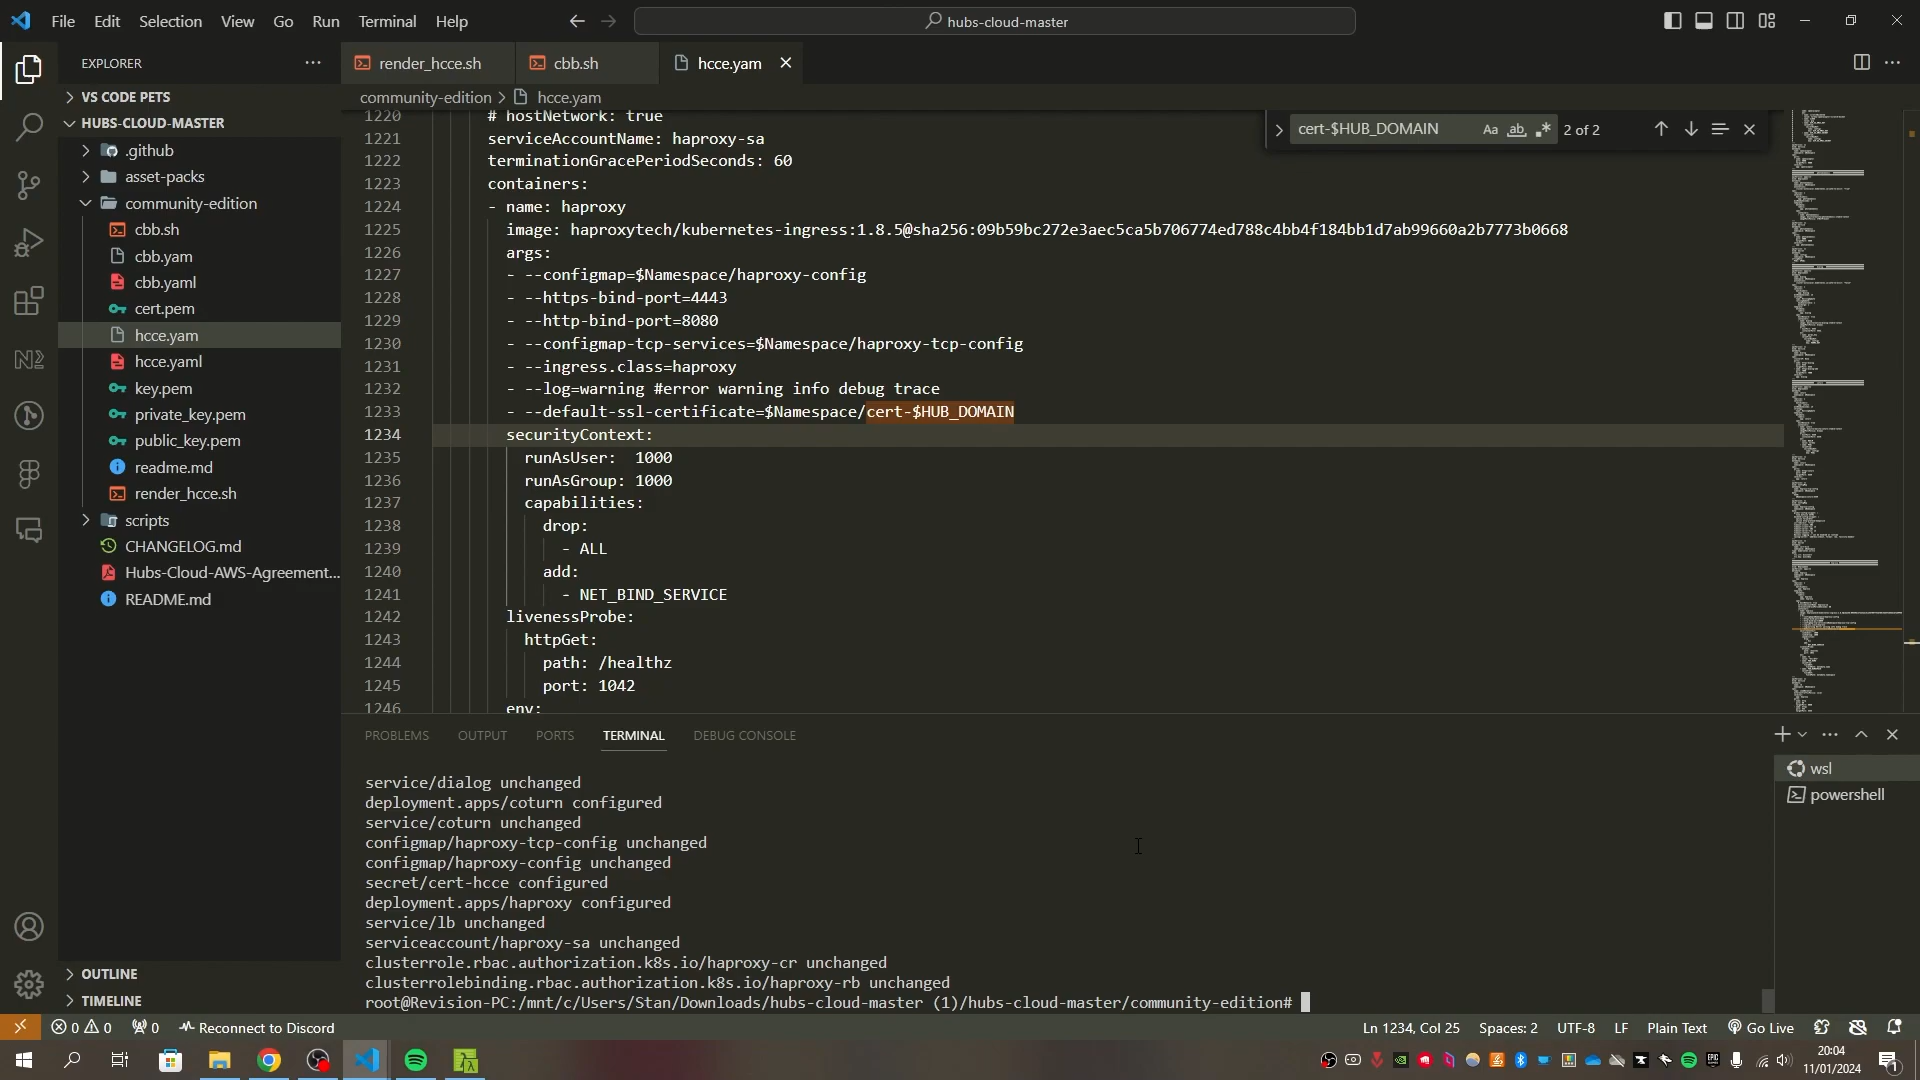 File Edit Selection View Go Run Terminal Help
hubs-cloud-master
EXPLORER
render_hcce.sh
cbb.sh
hcce.yam
VS CODE PETS
HUBS-CLOUD-MASTER
.github
asset-packs
community-edition
cbb.sh
cbb.yam
cbb.yaml
cert.pem
hcce.yam
hcce.yaml
key.pem
private_key.pem
public_key.pem
readme.md
render_hcce.sh
scripts
CHANGELOG.md
Hubs-Cloud-AWS-Agreement...
README.md
OUTLINE
TIMELINE
community-edition > hcce.yam
cert-$HUB_DOMAIN Aa ab 2 of 2
1220 # hostNetwork: true
1221 serviceAccountName: haproxy-sa
1222 terminationGracePeriodSeconds: 60
1223 containers:
1224 - name: haproxy
1225 image: haproxytech/kubernetes-ingress:1.8.5@sha256:09b59bc272e3aec5ca5b706774ed788c4bb4f184bb1d7ab99660a2b7773b0668
1226 args:
1227 - --configmap=$Namespace/haproxy-config
1228 - --https-bind-port=4443
1229 - --http-bind-port=8080
1230 - --configmap-tcp-services=$Namespace/haproxy-tcp-config
1231 - --ingress.class=haproxy
1232 - --log=warning #error warning info debug trace
1233 - --default-ssl-certificate=$Namespace/cert-$HUB_DOMAIN
1234 securityContext:
1235 runAsUser:  1000
1236 runAsGroup: 1000
1237 capabilities:
1238 drop:
1239 - ALL
1240 add:
1241 - NET_BIND_SERVICE
1242 livenessProbe:
1243 httpGet:
1244 path: /healthz
1245 port: 1042
1246 env:
PROBLEMS OUTPUT PORTS TERMINAL DEBUG CONSOLE
wsl
powershell
service/dialog unchanged
deployment.apps/coturn configured
service/coturn unchanged
configmap/haproxy-tcp-config unchanged
configmap/haproxy-config unchanged
secret/cert-hcce configured
deployment.apps/haproxy configured
service/lb unchanged
serviceaccount/haproxy-sa unchanged
clusterrole.rbac.authorization.k8s.io/haproxy-cr unchanged
clusterrolebinding.rbac.authorization.k8s.io/haproxy-rb unchanged
root@Revision-PC:/mnt/c/Users/Stan/Downloads/hubs-cloud-master (1)/hubs-cloud-master/community-edition#
0 0 0 Reconnect to Discord Ln 1234, Col 25 Spaces: 2 UTF-8 LF Plain Text Go Live
20:04
11/01/2024
1